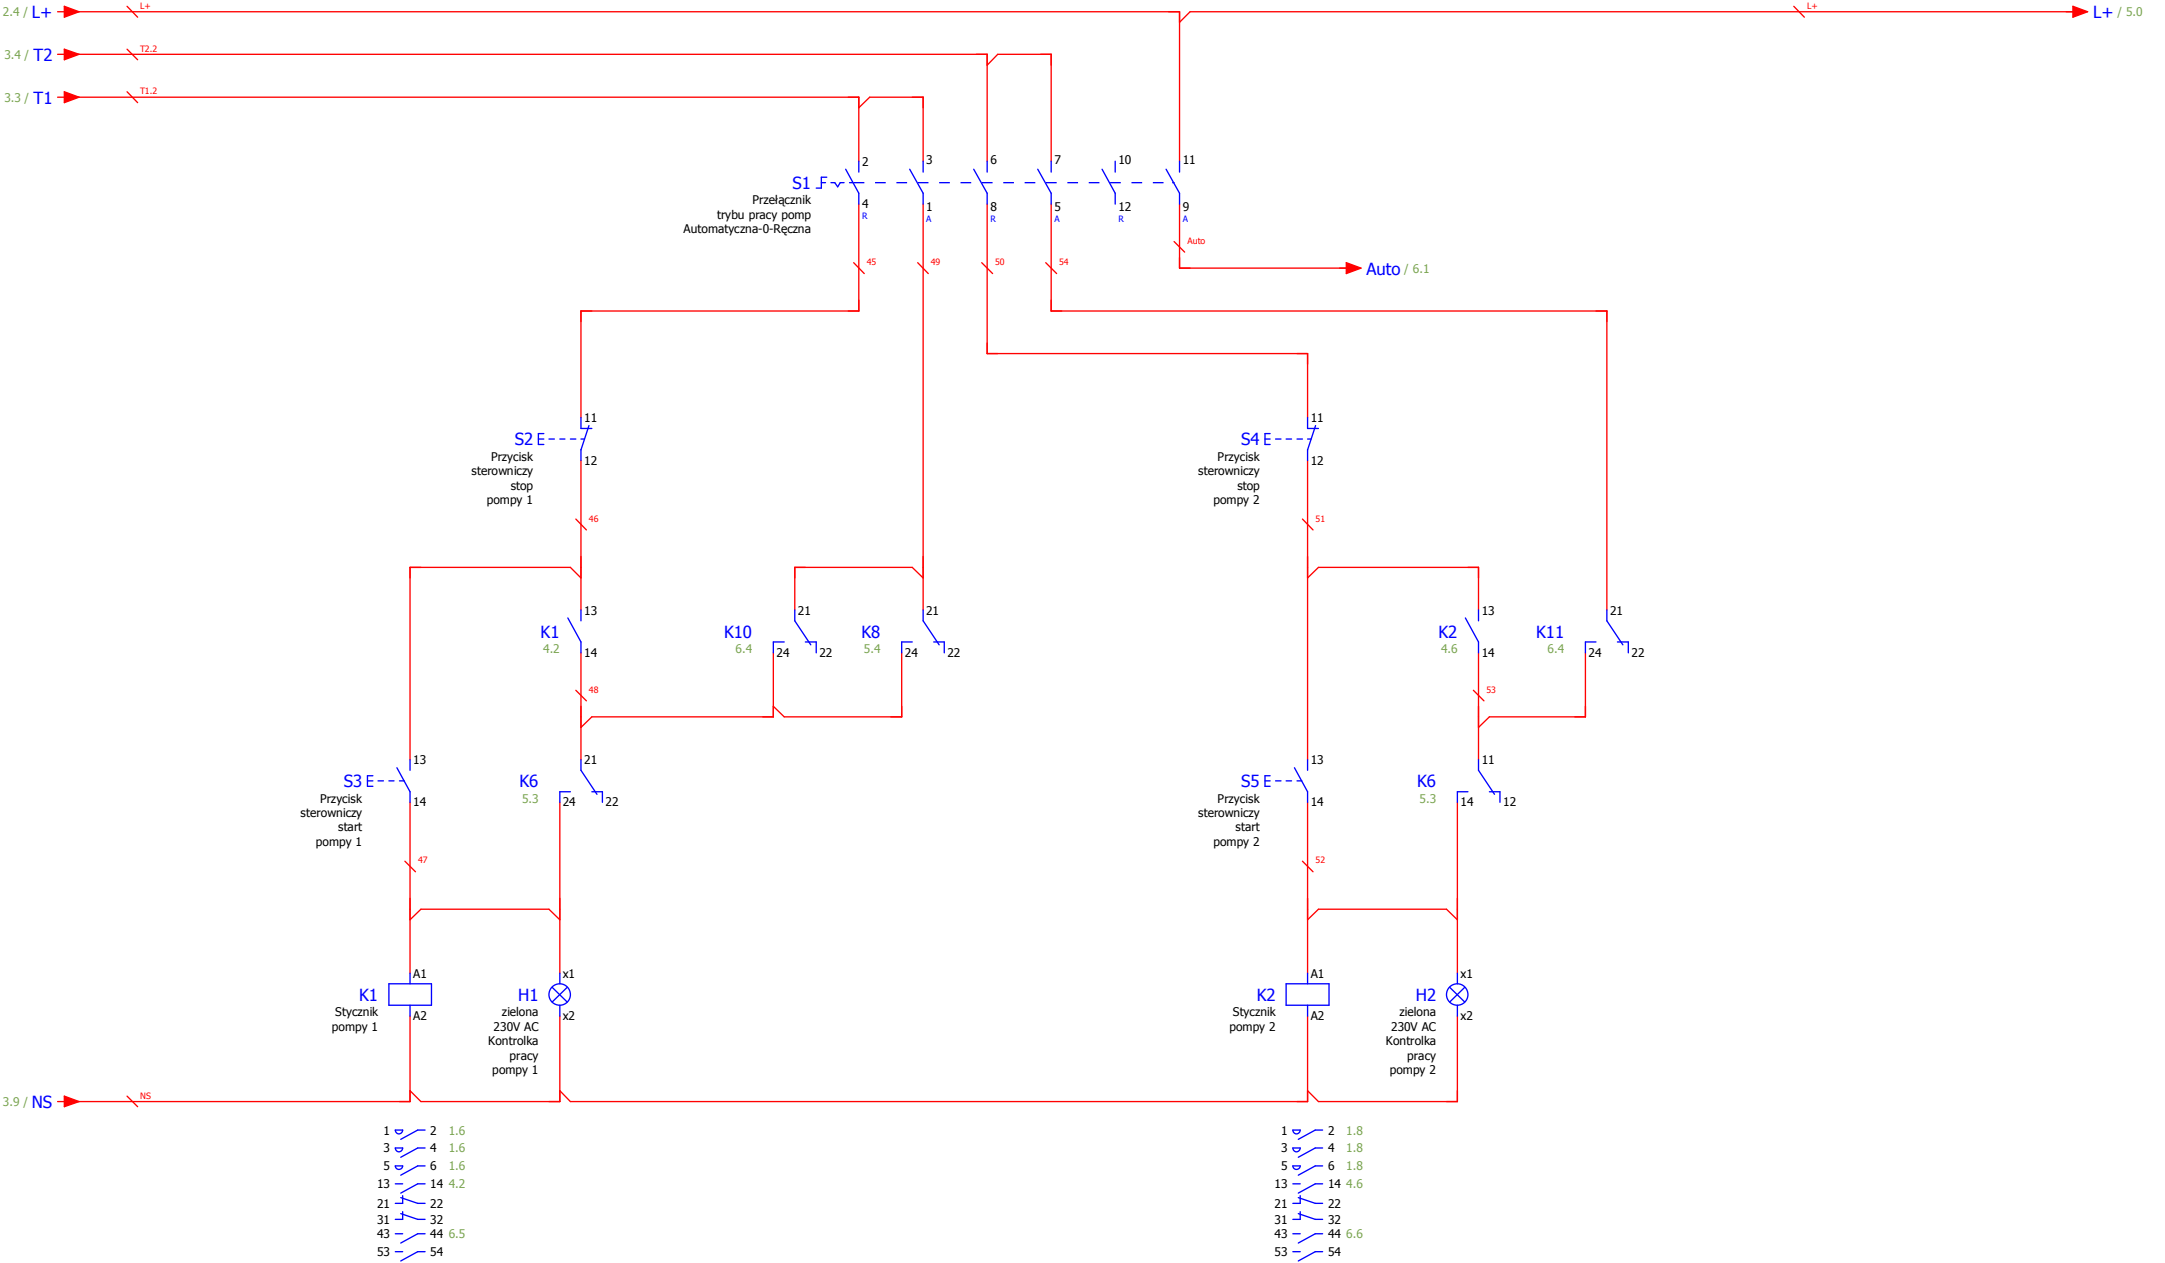 2.4 / L+
L+
L+
L+ / 5.0
3.4 / T2
T2.2
3.3 / T1
T1.2
2
3
6
7
10
11
S1
Przełącznik
trybu pracy pomp
Automatyczna-0-Ręczna
4
R
1
A
8
R
5
A
12
R
9
A
Auto
45
49
50
54
Auto / 6.1
11
S2
12
Przycisk
sterowniczy
stop
pompy 1
46
11
S4
12
Przycisk
sterowniczy
stop
pompy 2
51
13
K1
4.2
14
48
21
K10
6.4
24
22
21
K8
5.4
24
22
13
K2
4.6
14
53
21
K11
6.4
24
22
13
S3
14
Przycisk
sterowniczy
start
pompy 1
47
21
K6
5.3
24
22
13
S5
14
Przycisk
sterowniczy
start
pompy 2
52
11
K6
5.3
14
12
A1
K1
A2
Stycznik
pompy 1
x1
H1
x2
zielona
230V AC
Kontrolka
pracy
pompy 1
A1
K2
A2
Stycznik
pompy 2
x1
H2
x2
zielona
230V AC
Kontrolka
pracy
pompy 2
3.9 / NS
NS
1 2 1.6
3 4 1.6
5 6 1.6
13 14 4.2
21 22
31 32
43 44 6.5
53 54
1 2 1.8
3 4 1.8
5 6 1.8
13 14 4.6
21 22
31 32
43 44 6.6
53 54